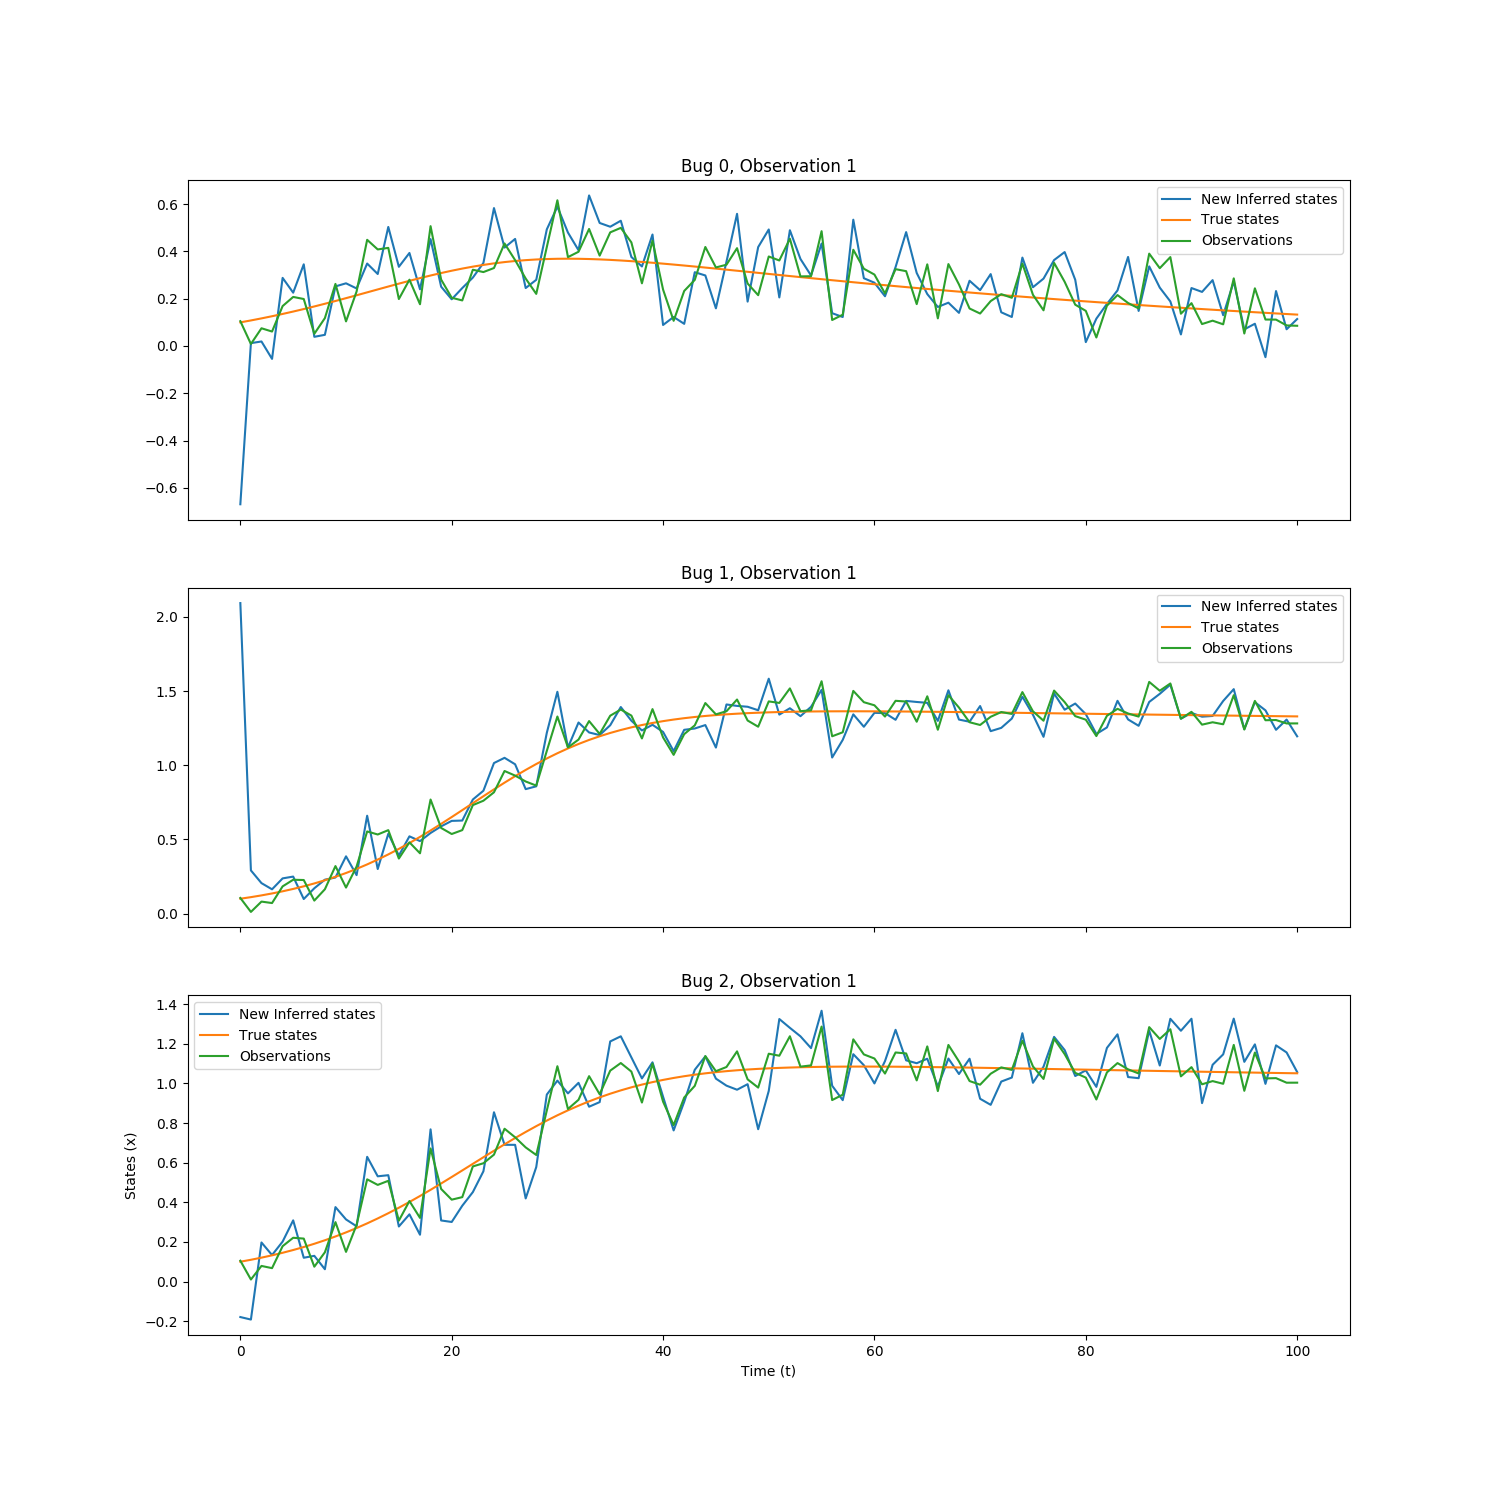 Bug 0, Observation 1
New Inferred states
True states
Observations
0.6
0.4
0.2
0.0
−0.2
−0.4
−0.6
Bug 1, Observation 1
New Inferred states
True states
Observations
2.0
1.5
1.0
0.5
0.0
Bug 2, Observation 1
New Inferred states
True states
Observations
1.4
1.2
1.0
0.8
0.6
0.4
0.2
0.0
−0.2
States (x)
0 20 40 60 80 100
Time (t)